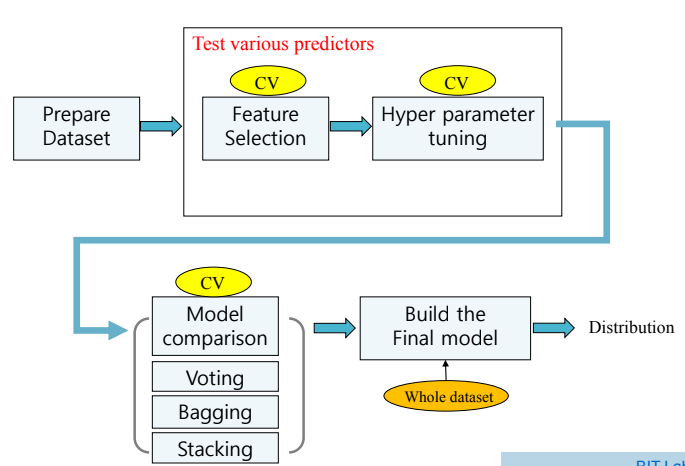 Test various predictors
CV
CV
Prepare
Dataset
Feature
Selection
Hyper parameter
tuning
CV
Model
comparison
Build the
Final model
Distribution
Voting
Whole dataset
Bagging
Stacking